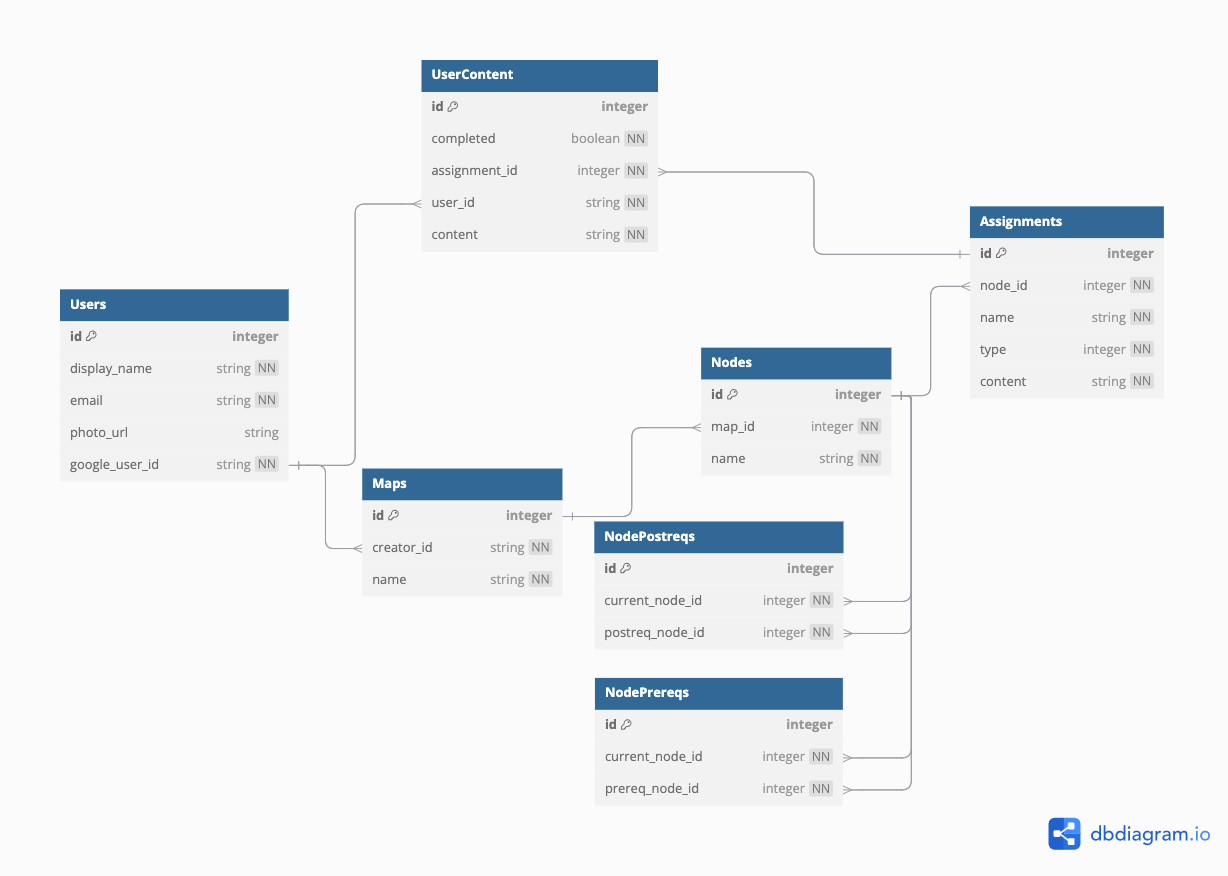 UserContent
id integer
completed boolean NN
assignment_id integer NN
user_id string NN
content string NN
Assignments
id integer
node_id integer NN
name string NN
type integer NN
content string NN
Users
id integer
display_name string NN
email string NN
photo_url string
google_user_id string NN
Nodes
id integer
map_id integer NN
name string NN
Maps
id integer
creator_id string NN
name string NN
NodePostreqs
id integer
current_node_id integer NN
postreq_node_id integer NN
NodePrereqs
id integer
current_node_id integer NN
prereq_node_id integer NN
dbdiagram.io